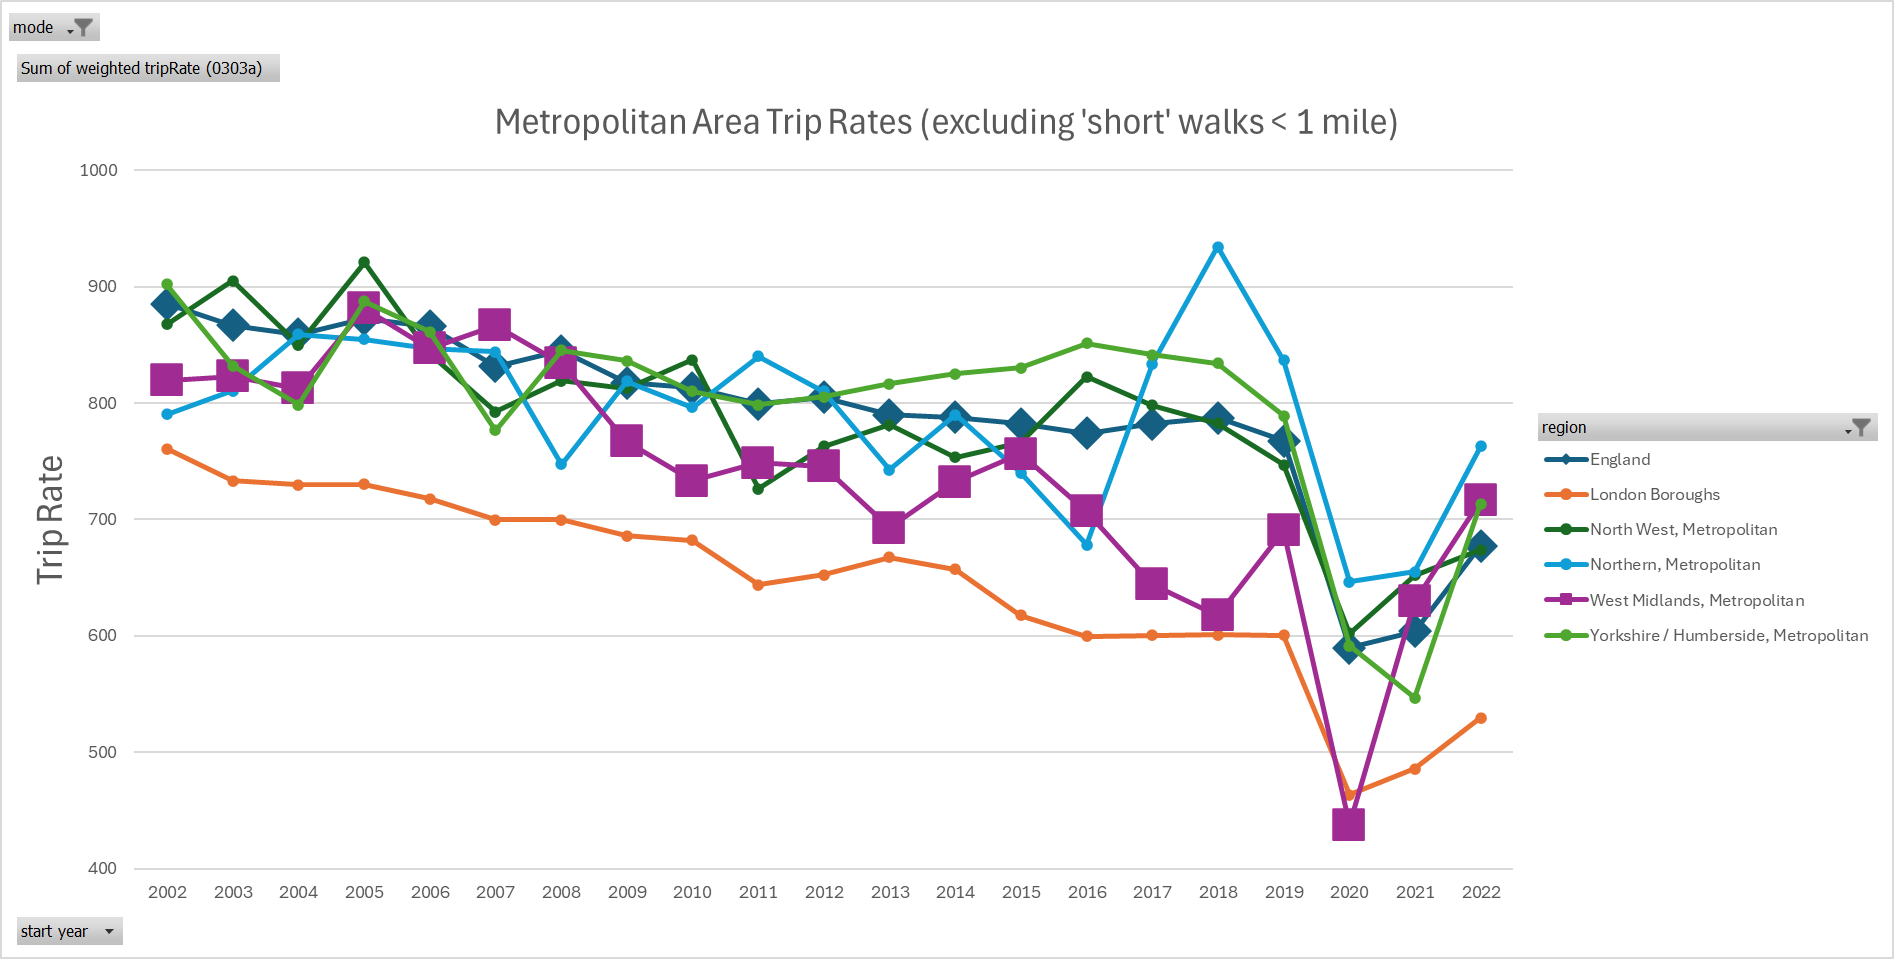 mode
Sum of weighted tripRate (0303a)
Metropolitan Area Trip Rates (excluding 'short' walks < 1 mile)
Trip Rate
1000
900
800
700
600
500
400
2002 2003 2004 2005 2006 2007 2008 2009 2010 2011 2012 2013 2014 2015 2016 2017 2018 2019 2020 2021 2022
region
England
London Boroughs
North West, Metropolitan
Northern, Metropolitan
West Midlands, Metropolitan
Yorkshire / Humberside, Metropolitan
start year